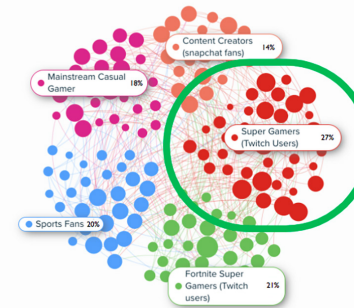 Content Creators
(snapchat fans) 14%
Mainstream Casual
Gamer 18%
Super Gamers
(Twitch Users) 27%
Sports Fans 20%
Fortnite Super
Gamers (Twitch
users) 21%